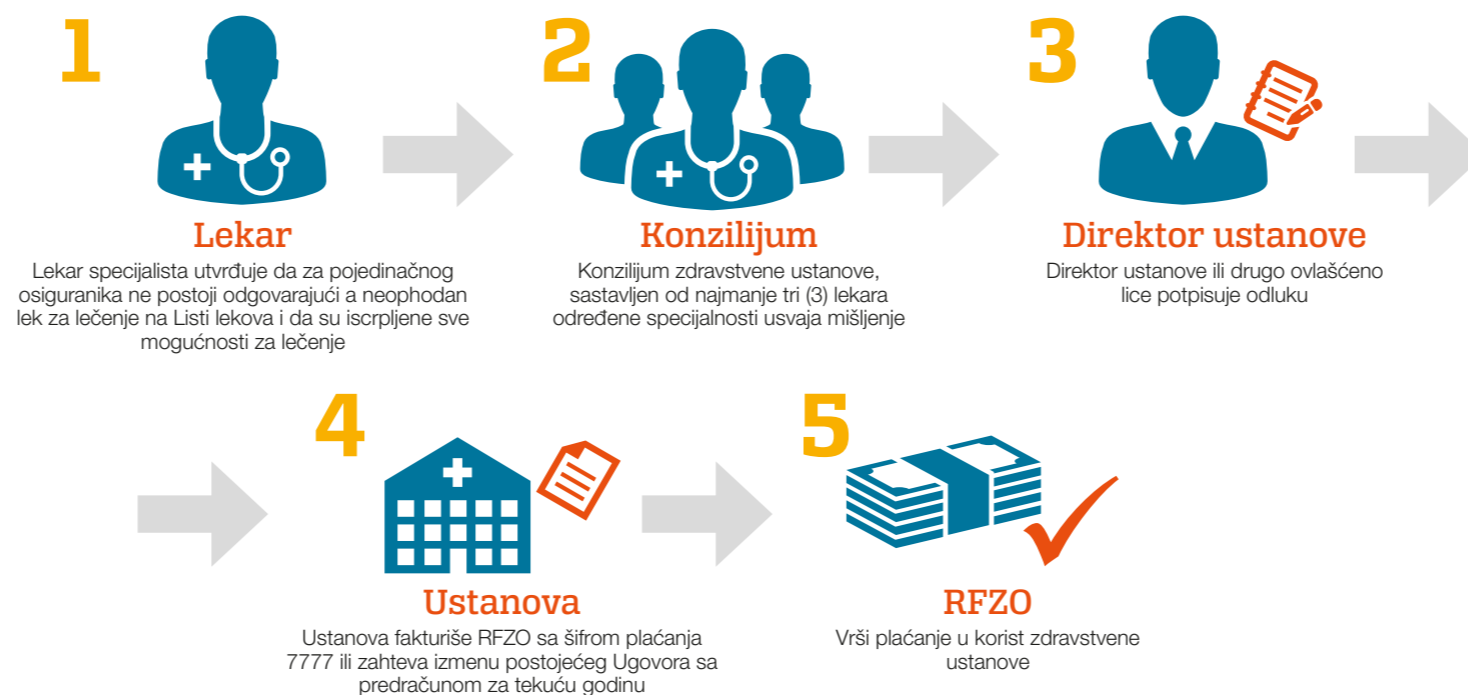 1
Lekar
Lekar specijalista utvrđuje da za pojedinačnog
osiguranika ne postoji odgovarajući a neophodan
lek za lečenje na Listi lekova i da su iscrpljene sve
mogućnosti za lečenje
2
Konzilijum
Konzilijum zdravstvene ustanove,
sastavljen od najmanje tri (3) lekara
određene specijalnosti usvaja mišljenje
3
Direktor ustanove
Direktor ustanove ili drugo ovlašćeno
lice potpisuje odluku
4
Ustanova
Ustanova fakturiše RFZO sa šifrom plaćanja
7777 ili zahteva izmenu postojećeg Ugovora sa
predračunom za tekuću godinu
5
RFZO
Vrši plaćanje u korist zdravstvene
ustanove